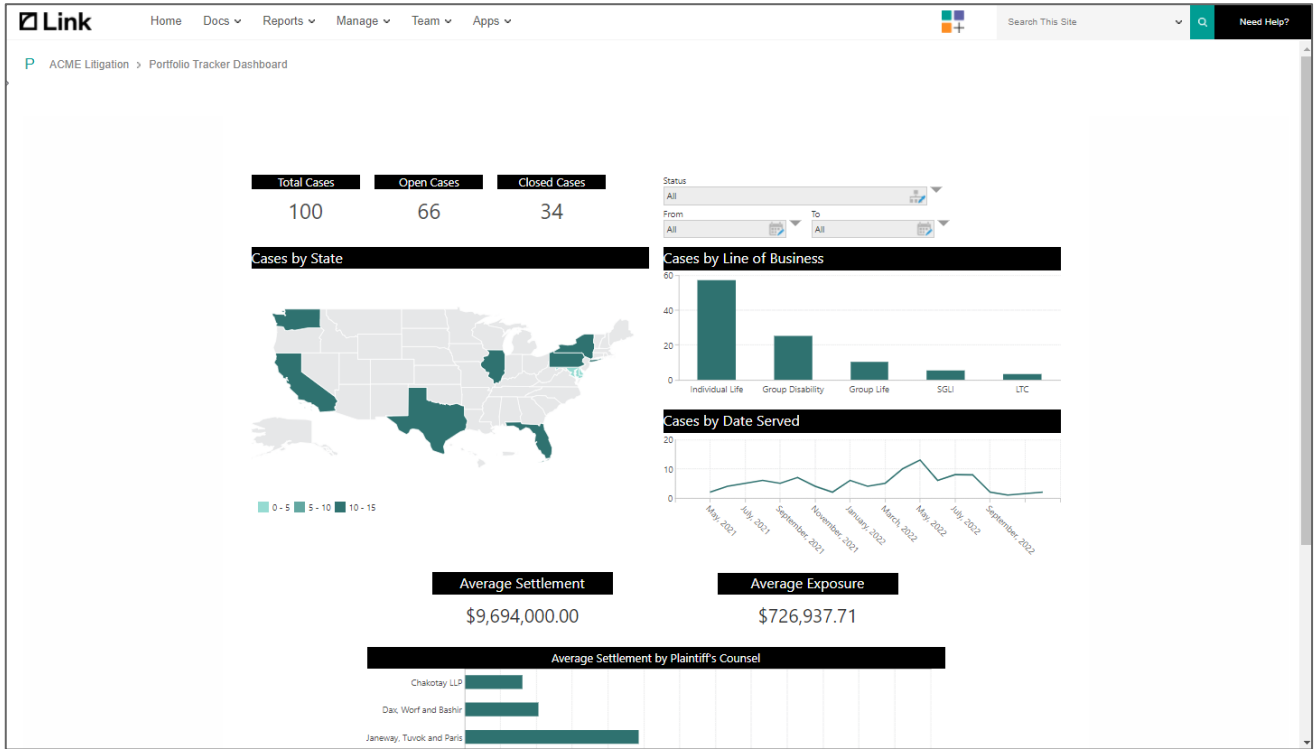 Link
Home Docs Reports Manage Team Apps
Search This Site
Need Help?
P ACME Litigation > Portfolio Tracker Dashboard
Total Cases Open Cases Closed Cases
100 66 34
Status
All
From To
All All
Cases by State
0 - 5 5 - 10 10 - 15
Cases by Line of Business
60
40
20
0
Individual Life Group Disability Group Life SGLI LTC
Cases by Date Served
20
10
0
May, 2021 July, 2021 September, 2021 November, 2021 January, 2022 March, 2022 May, 2022 July, 2022 September, 2022
Average Settlement Average Exposure
$9,694,000.00 $726,937.71
Average Settlement by Plaintiff's Counsel
Chakotay LLP
Dax, Worf and Bashir
Janeway, Tuvok and Paris